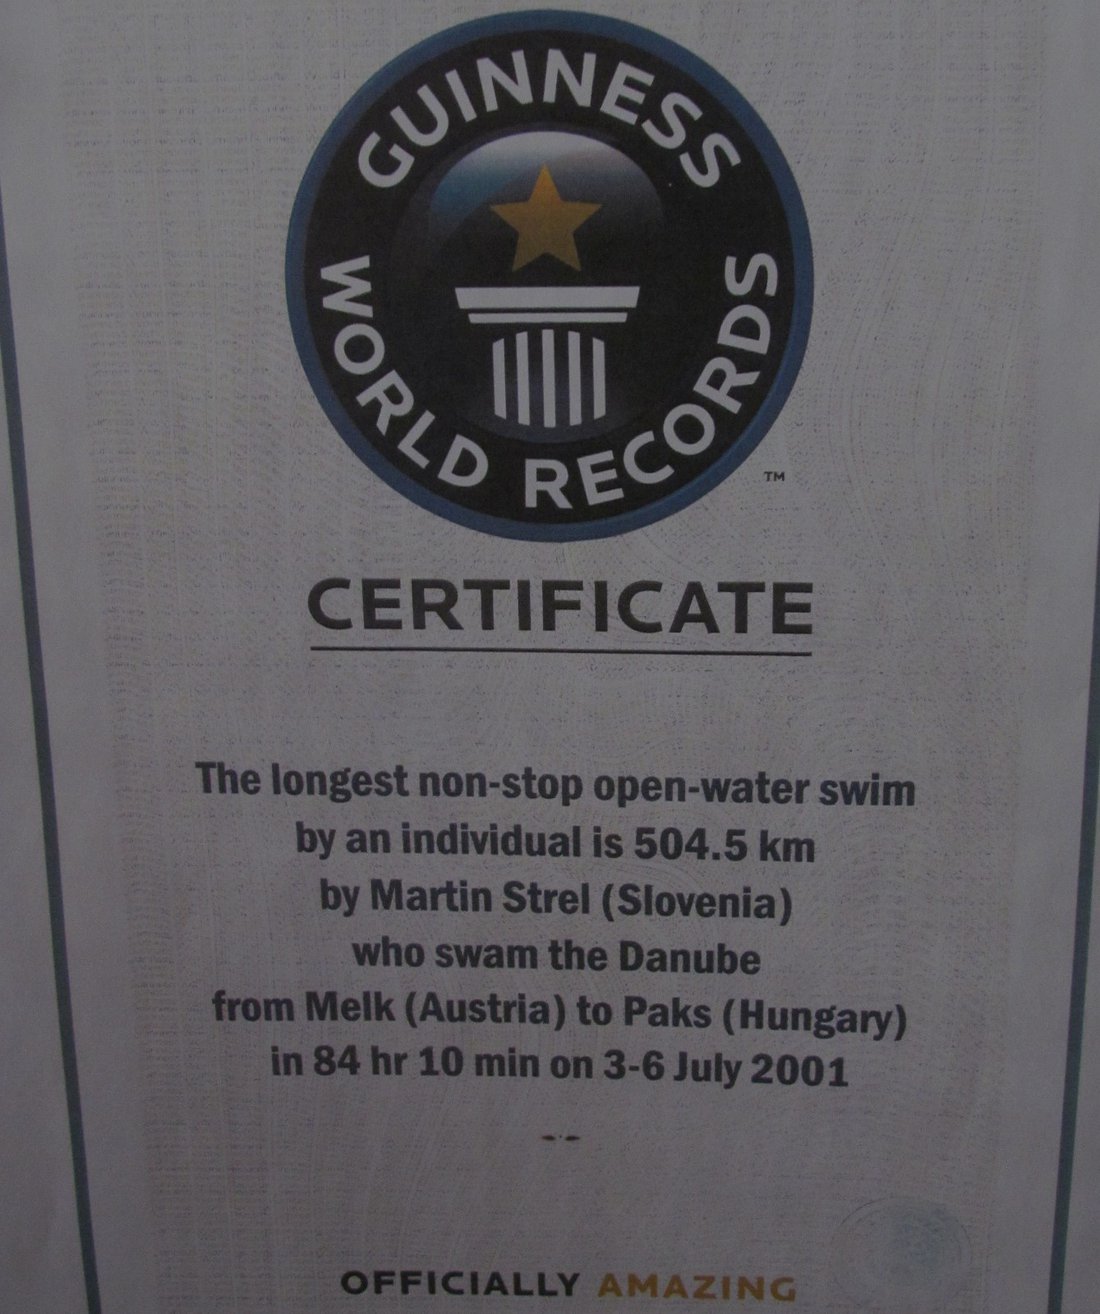 GUINNESS
WORLD RECORDS
TM
CERTIFICATE
The longest non-stop open-water swim
by an individual is 504.5 km
by Martin Strel (Slovenia)
who swam the Danube
from Melk (Austria) to Paks (Hungary)
in 84 hr 10 min on 3-6 July 2001
OFFICIALLY AMAZING